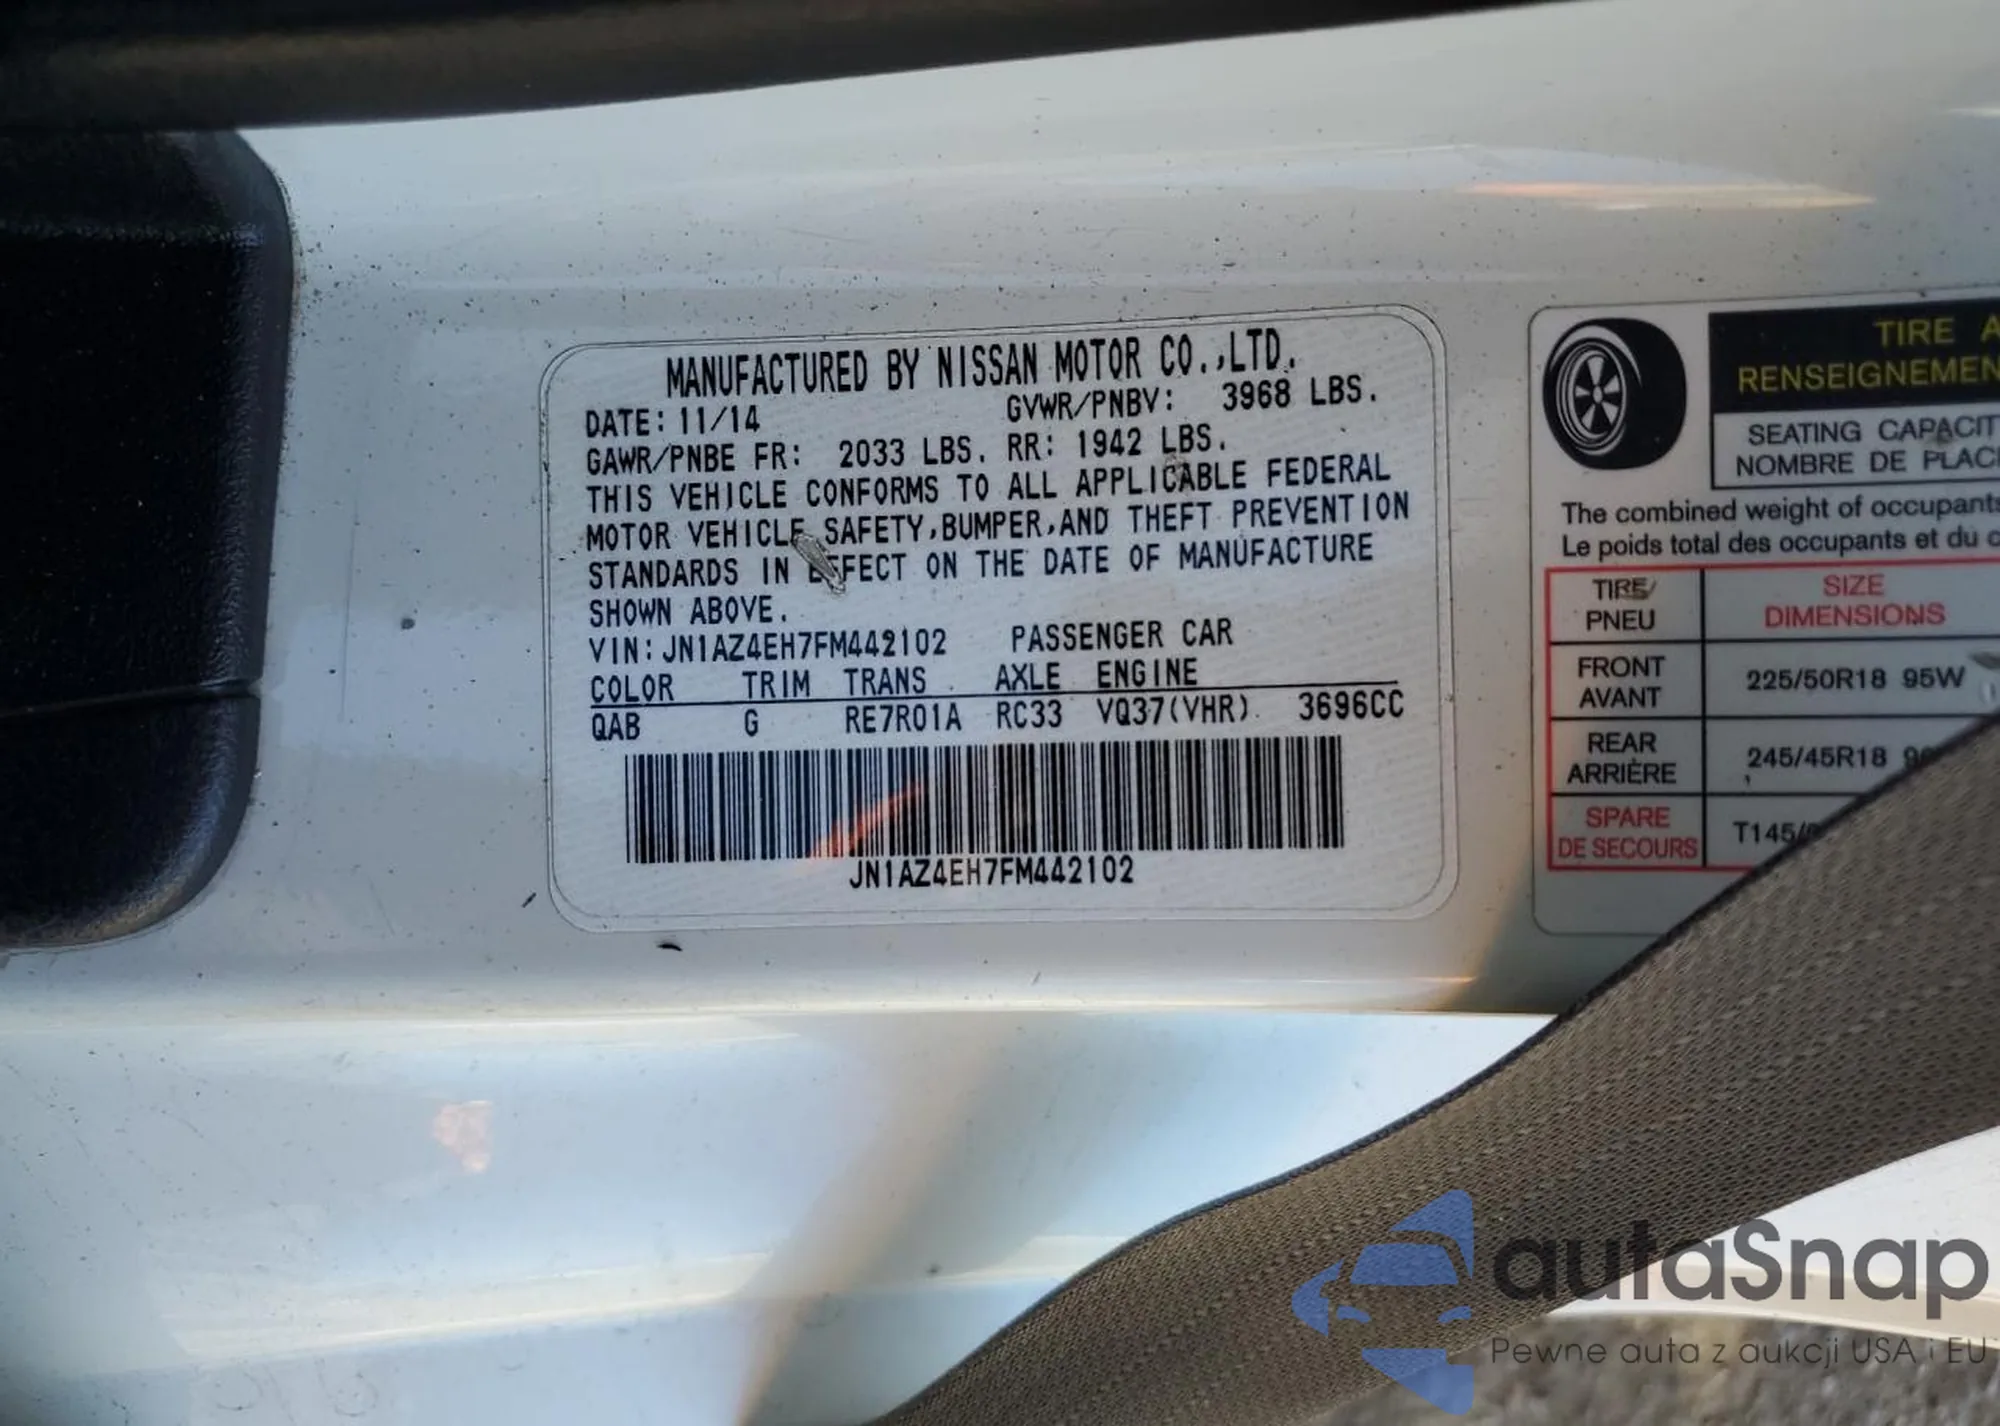 MANUFACTURED BY NISSAN MOTOR CO.,LTD.
DATE: 11/14 GVWR/PNBV: 3968 LBS.
GAWR/PNBE FR: 2033 LBS. RR: 1942 LBS.
THIS VEHICLE CONFORMS TO ALL APPLICABLE FEDERAL
MOTOR VEHICLE SAFETY,BUMPER,AND THEFT PREVENTION
STANDARDS IN EFFECT ON THE DATE OF MANUFACTURE
SHOWN ABOVE.
VIN: JN1AZ4EH7FM442102 PASSENGER CAR
COLOR TRIM TRANS AXLE ENGINE
QAB G RE7R01A RC33 VQ37(VHR) 3696CC
JN1AZ4EH7FM442102
TIRE A
RENSEIGNEMEN
SEATING CAPACIT
NOMBRE DE PLAC
The combined weight of occupants
Le poids total des occupants et du c
TIRE/ SIZE
PNEU DIMENSIONS
FRONT
AVANT 225/50R18 95W
REAR
ARRIÈRE 245/45R18
SPARE
DE SECOURS T145/
autaSnap
Pewne auta z aukcji USA i EU